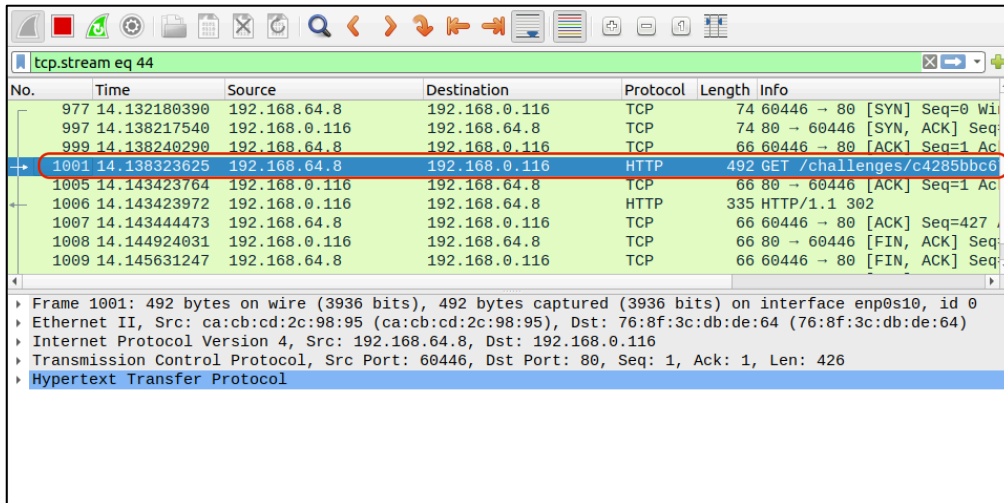 tcp.stream eq 44
No. Time Source Destination Protocol Length Info
977 14.132180390 192.168.64.8 192.168.0.116 TCP 74 60446 → 80 [SYN] Seq=0
997 14.138217540 192.168.0.116 192.168.64.8 TCP 74 80 → 60446 [SYN, ACK]
999 14.138240290 192.168.64.8 192.168.0.116 TCP 66 60446 → 80 [ACK] Seq=1
1001 14.138323625 192.168.64.8 192.168.0.116 HTTP 492 GET /challenges/c4285bbc6
1005 14.143423764 192.168.0.116 192.168.64.8 TCP 66 80 → 60446 [ACK] Seq=1
1006 14.143423972 192.168.0.116 192.168.64.8 HTTP 335 HTTP/1.1 302
1007 14.143444473 192.168.64.8 192.168.0.116 TCP 66 60446 → 80 [ACK] Seq=427
1008 14.144924031 192.168.0.116 192.168.64.8 TCP 66 80 → 60446 [FIN, ACK]
1009 14.145631247 192.168.64.8 192.168.0.116 TCP 66 60446 → 80 [FIN, ACK]
Frame 1001: 492 bytes on wire (3936 bits), 492 bytes captured (3936 bits) on interface enp0s10, id 0
Ethernet II, Src: ca:cb:cd:2c:98:95 (ca:cb:cd:2c:98:95), Dst: 76:8f:3c:db:de:64 (76:8f:3c:db:de:64)
Internet Protocol Version 4, Src: 192.168.64.8, Dst: 192.168.0.116
Transmission Control Protocol, Src Port: 60446, Dst Port: 80, Seq: 1, Ack: 1, Len: 426
Hypertext Transfer Protocol